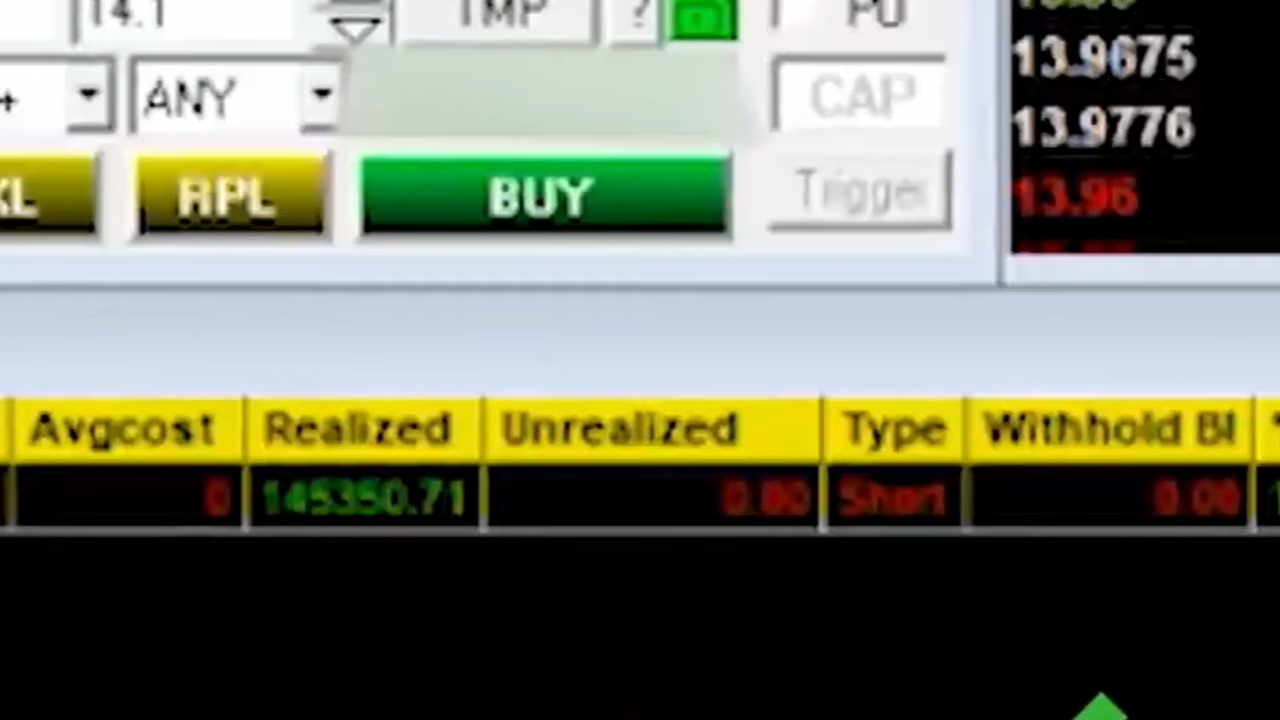 14.1 TMP ?
13.9675
ANY CAP
13.9776
RPL BUY Trigger
13.96
Avgcost Realized Unrealized Type Withhold Bl
0 145350.71 0.00 Short 0.00